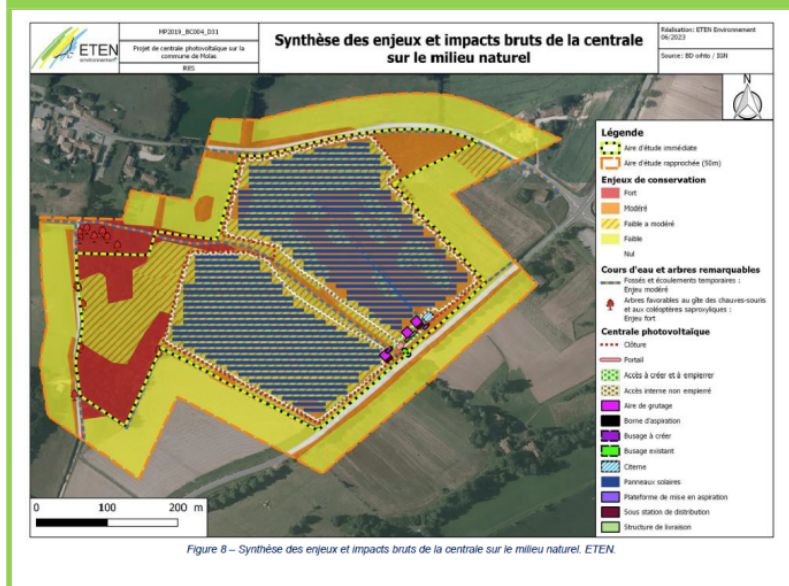 ETEN
environnement
MP2019_BC004_D31
Projet de centrale photovoltaïque sur la
commune de Molas
RES
Synthèse des enjeux et impacts bruts de la centrale
sur le milieu naturel
Réalisation: ETEN Environnement
06/2023
Source: BD orhto / IGN
N
Légende
Aire d'étude immédiate
Aire d'étude rapprochée (50m)
Enjeux de conservation
Fort
Modéré
Faible a modéré
Faible
Nul
Cours d'eau et arbres remarquables
Fossés et écoulements temporaires :
Enjeu modéré
Arbres favorables au gîte des chauves-souris
et aux coléoptères saproxyliques :
Enjeu fort
Centrale photovoltaïque
Clôture
Portail
Accès à créer et à empierrer
Accès interne non empierré
Aire de grutage
Borne d'aspiration
Busage à créer
Busage existant
Citerne
Panneaux solaires
Plateforme de mise en aspiration
Sous station de distribution
Structure de livraison
0 100 200 m
Figure 8 – Synthèse des enjeux et impacts bruts de la centrale sur le milieu naturel. ETEN.